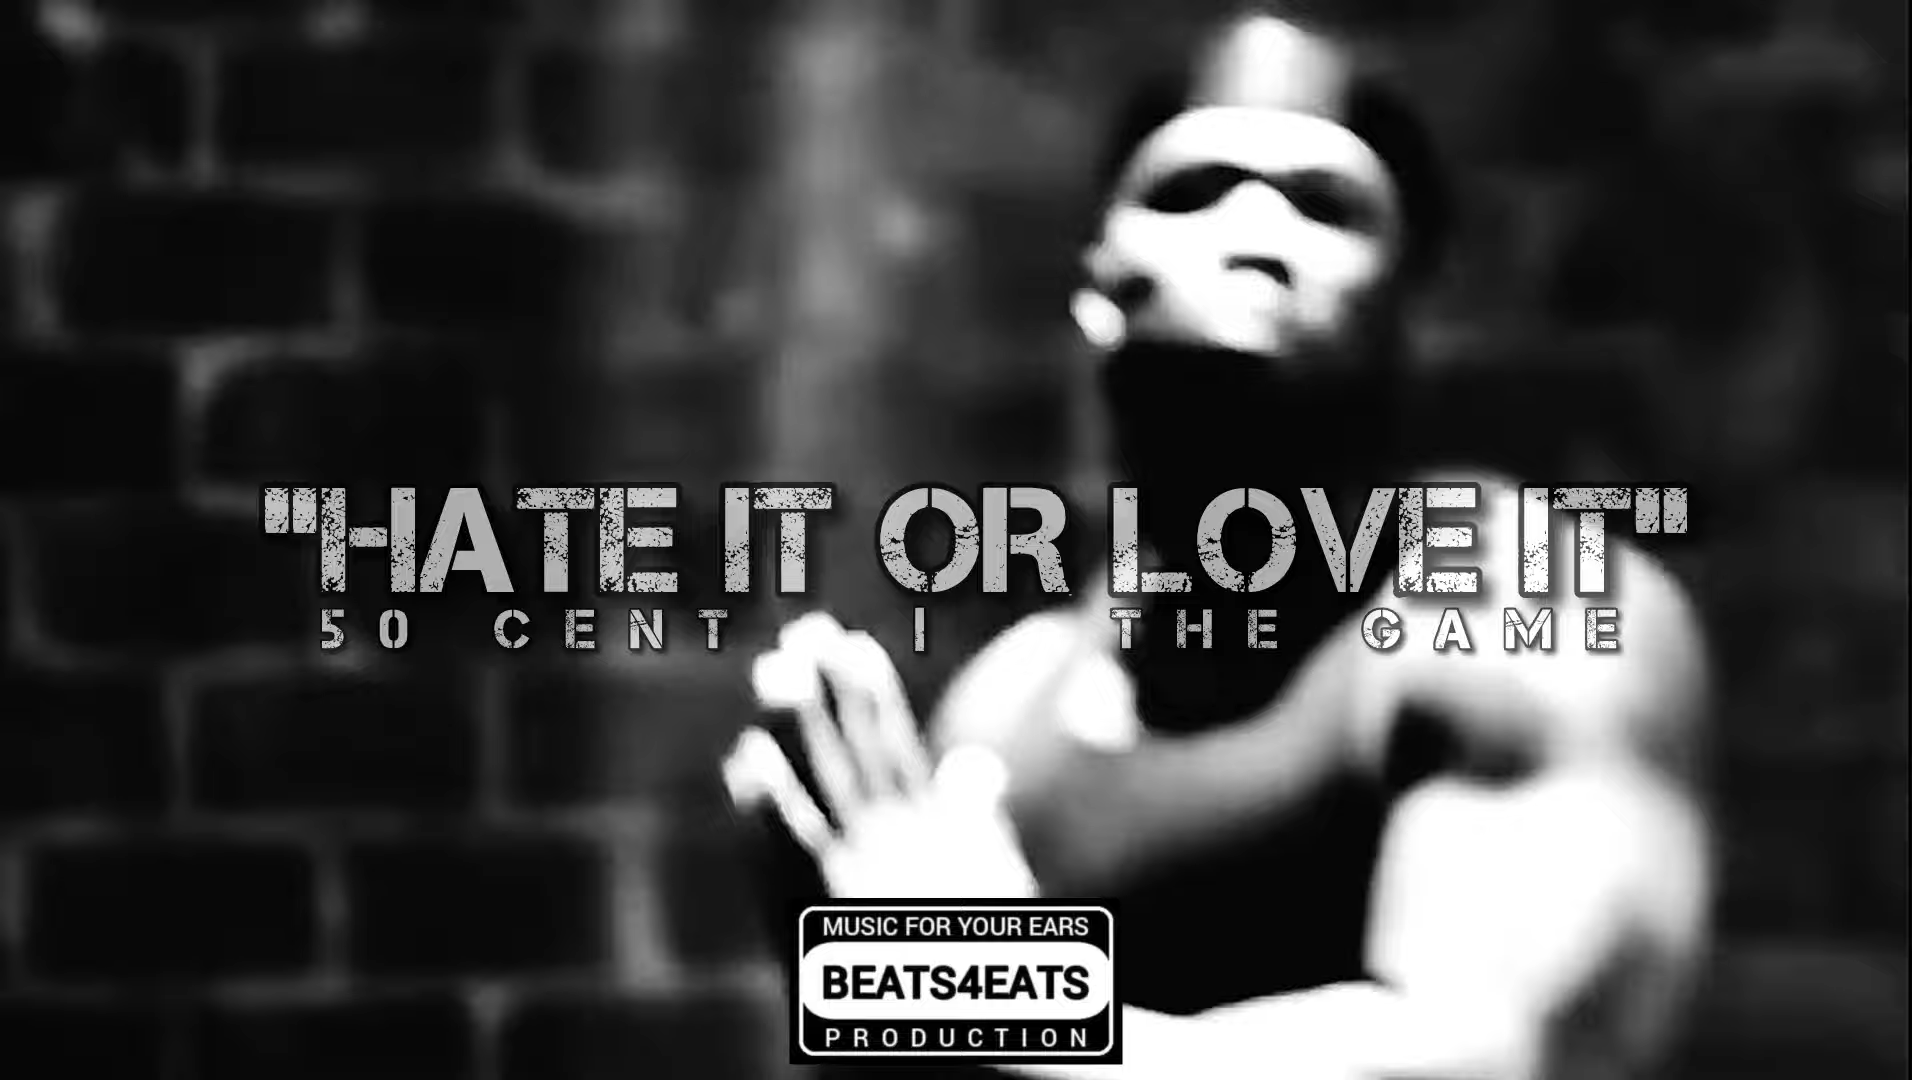 "HATE IT OR LOVE IT"
50 CENT | THE GAME
MUSIC FOR YOUR EARS
BEATS4EATS
PRODUCTION